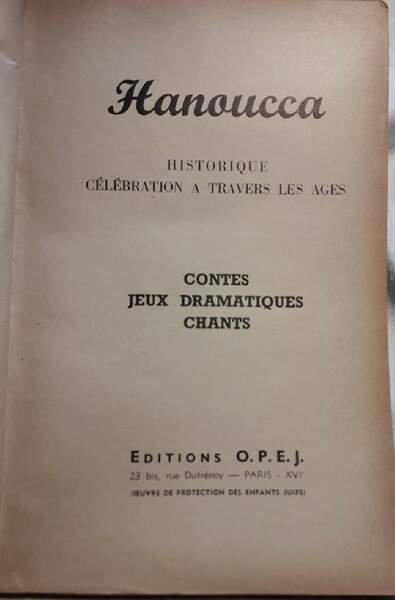 Hanoucca
HISTORIQUE
CÉLÉBRATION A TRAVERS LES AGES
CONTES
JEUX DRAMATIQUES
CHANTS
EDITIONS O.P.E.J.
23 bis, rue Dufrénoy — PARIS - XVIᵉ
(ŒUVRE DE PROTECTION DES ENFANTS JUIFS)